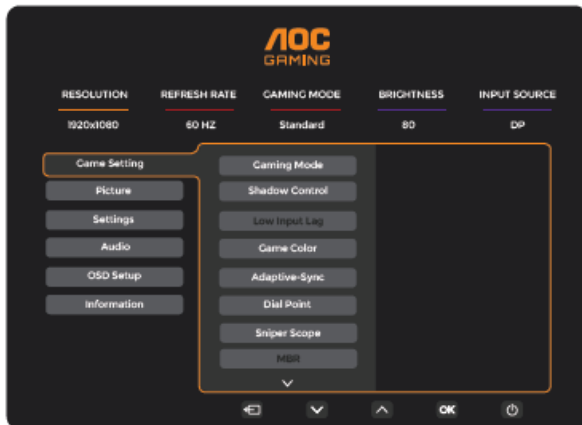 AOC
GAMING
RESOLUTION REFRESH RATE GAMING MODE BRIGHTNESS INPUT SOURCE
1920x1080 60 HZ Standard 80 DP
Game Setting
Picture
Settings
Audio
OSD Setup
Information
Gaming Mode
Shadow Control
Low Input Lag
Game Color
Adaptive-Sync
Dial Point
Sniper Scope
MBR
OK